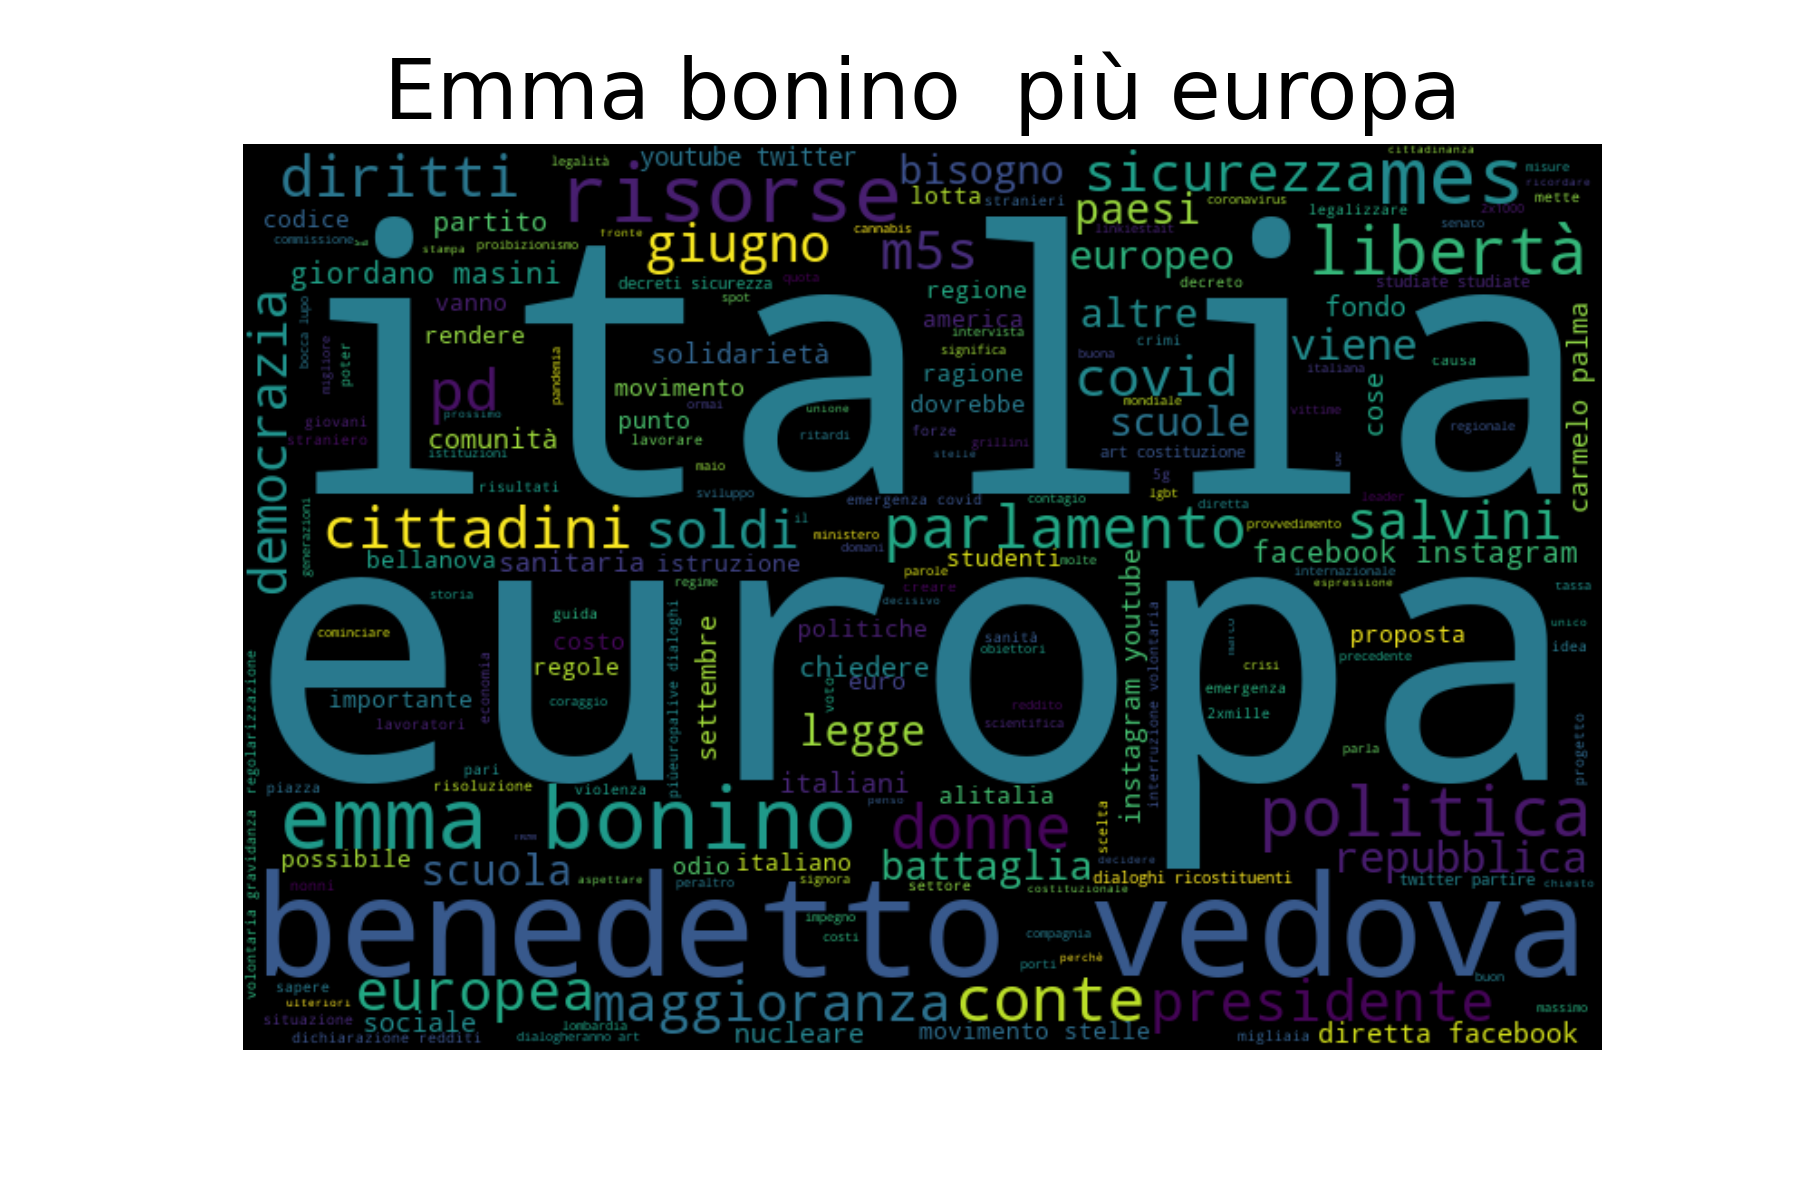 Emma bonino  più europa
cittadinanza
diritti
legalità
youtube twitter
bisogno
sicurezza
mes
misure
ricordare
risorse
lotta
stranieri
paesi
coronavirus
legalizzare
2x1000
mette
codice
partito
fronte
cannabis
linkiestait
senato
commissione
stampa
proibizionismo
giugno
m5s
europeo
libertà
giordano masini
decreti sicurezza
quota
decreto
studiate studiate
italia
democrazia
bocca lupo
vanno
spot
regione
altre
fondo
carmelo palma
america
intervista
rendere
migliore
poter
pandemia
solidarietà
significa
buona
crimi
viene
causa
pd
movimento
ragione
covid
italiana
cose
prossimo
ormai
unione
dovrebbe
mondiale
vittime
giovani
punto
scuole
regionale
straniero
comunità
lavorare
ritardi
forze
grillini
istituzioni
stelle
art costituzione
maio
5g
risultati
sviluppo
emergenza covid
contagio
lgbt
diretta
leader
generazioni
cittadini
soldi
il
parlamento
provvedimento
salvini
ministero
domani
bellanova
sanitaria
istruzione
studenti
molte
facebook instagram
parole
internazionale
regime
creare
espressione
tassa
europa
storia
decisivo
guida
cominciare
costo
politiche
sanità
obiettori
proposta
unico
idea
precedente
regole
settembre
chiedere
euro
crisi
economia
piùeuropalive dialoghi
instagram youtube
interruzione volontaria
emergenza
importante
coraggio
voto
reddito
2xmille
lavoratori
legge
scientifica
progetto
parla
pari
volontaria gravidanza
regolarizzazione
piazza
risoluzione
violenza
italiani
penso
alitalia
scelta
emma bonino
donne
politica
possibile
scuola
odio
italiano
battaglia
decidere
repubblica
nonni
aspettare
peraltro
signora
settore
dialoghi ricostituenti
costituzionale
twitter partire
chiesto
benedetto vedova
impegno
costi
compagnia
porti
perché
buon
sapere
europea
maggioranza
conte
presidente
ulteriori
massimo
situazione
sociale
lombardia
dichiarazione redditi
dialogheranno art
nucleare
movimento stelle
migliaia
diretta facebook